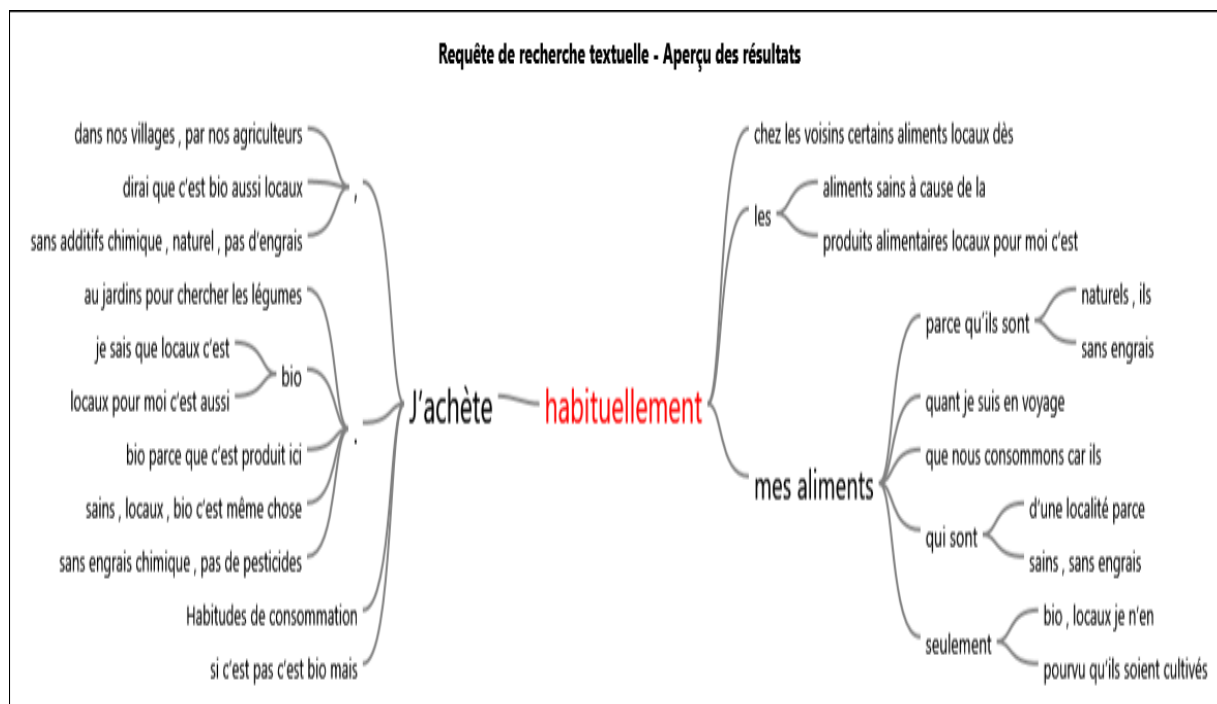 Requête de recherche textuelle - Aperçu des résultats
dans nos villages , par nos agriculteurs
dirai que c'est bio aussi locaux
sans additifs chimique , naturel , pas d'engrais
,
au jardins pour chercher les légumes
je sais que locaux c'est
locaux pour moi c'est aussi
bio
bio parce que c'est produit ici
sains , locaux , bio c'est même chose
sans engrais chimique , pas de pesticides
.
Habitudes de consommation
si c'est pas c'est bio mais
J'achète
habituellement
chez les voisins certains aliments locaux dès
les
aliments sains à cause de la
produits alimentaires locaux pour moi c'est
mes aliments
parce qu'ils sont
naturels , ils
sans engrais
quant je suis en voyage
que nous consommons car ils
qui sont
d'une localité parce
sains , sans engrais
seulement
bio , locaux je n'en
pourvu qu'ils soient cultivés